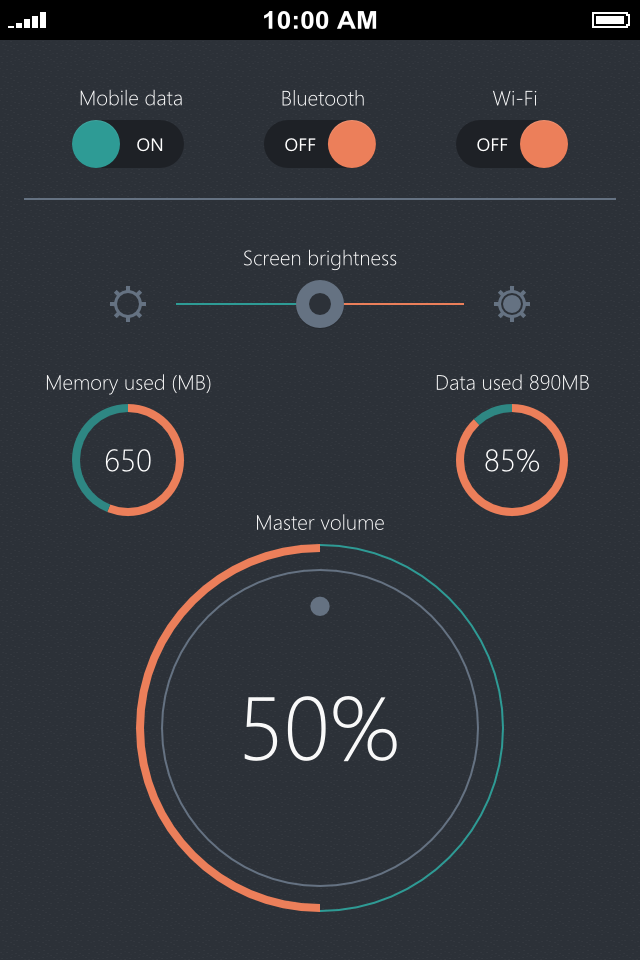 10:00 AM
Mobile data
Bluetooth
Wi-Fi
ON
OFF
OFF
Screen brightness
Memory used (MB)
Data used 890MB
650
85%
Master volume
50%